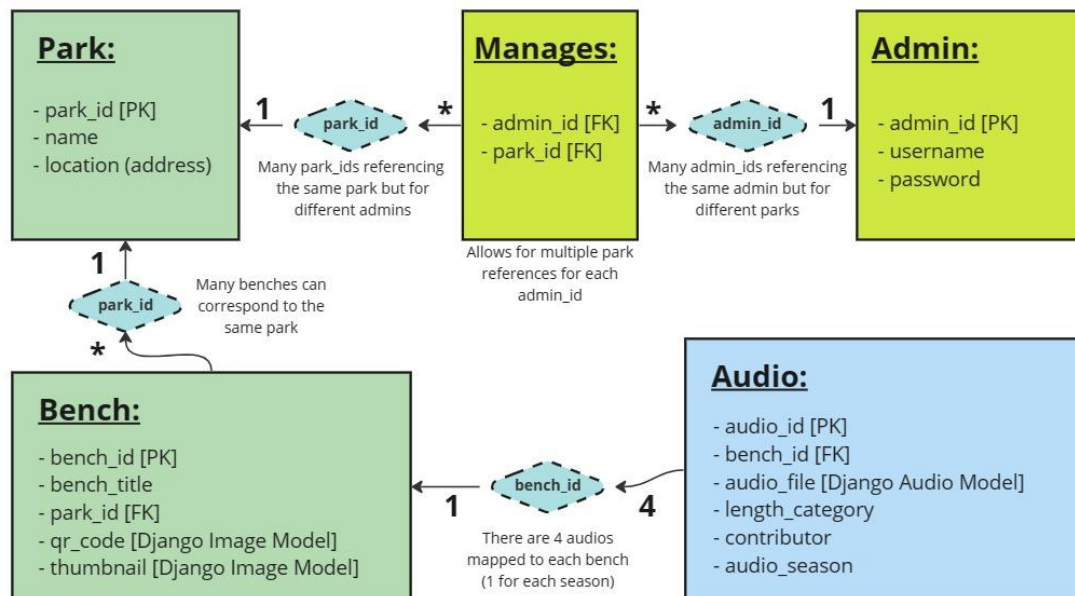 Park:
- park_id [PK]
- name
- location (address)
1
park_id
*
Many park_ids referencing
the same park but for
different admins
Manages:
- admin_id [FK]
- park_id [FK]
Allows for multiple park
references for each
admin_id
*
admin_id
1
Many admin_ids referencing
the same admin but for
different parks
Admin:
- admin_id [PK]
- username
- password
1
park_id
*
Many benches can
correspond to the
same park
Bench:
- bench_id [PK]
- bench_title
- park_id [FK]
- qr_code [Django Image Model]
- thumbnail [Django Image Model]
1
bench_id
4
There are 4 audios
mapped to each bench
(1 for each season)
Audio:
- audio_id [PK]
- bench_id [FK]
- audio_file [Django Audio Model]
- length_category
- contributor
- audio_season